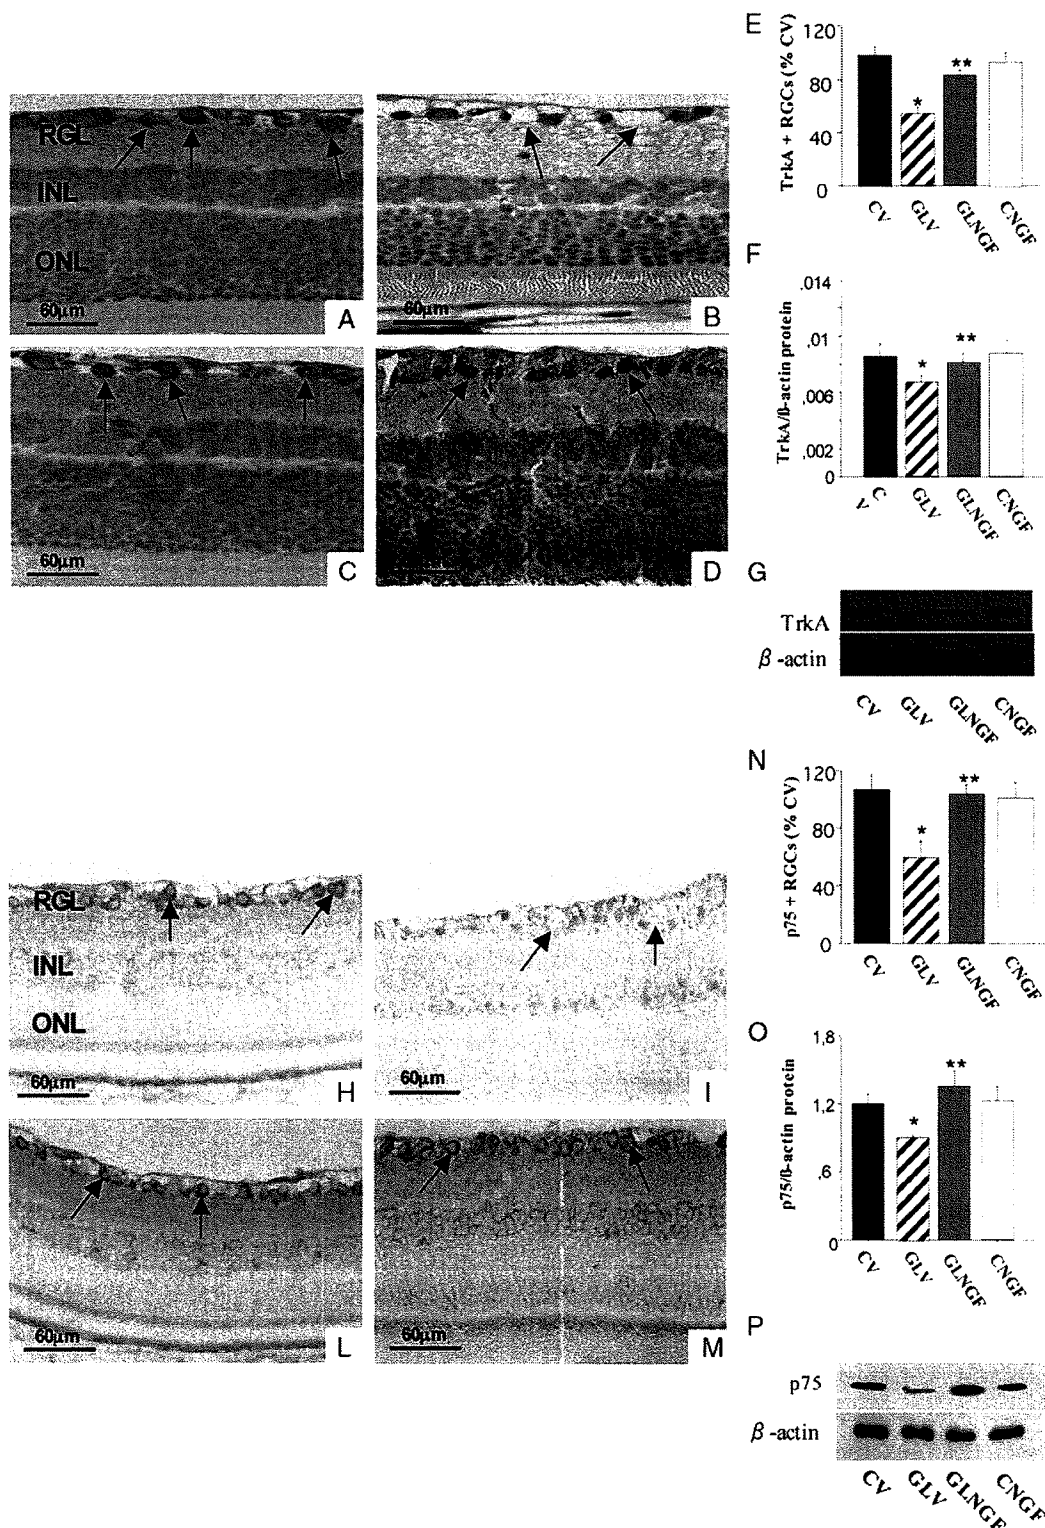 RGL
INL
ONL
60μm
A
60μm
B
60μm
C
D
E
TrkA + RGCs (% CV)
120
80
40
0
*
**
CV
GLV
GLNGF
CNGF
F
TrkA/β-actin protein
.014
.01
.006
.002
0
*
**
C
V
GLV
GLNGF
CNGF
G
TrkA
β-actin
CV
GLV
GLNGF
CNGF
RGL
INL
ONL
60μm
H
60μm
I
60μm
L
60μm
M
N
p75 + RGCs (% CV)
120
80
40
0
*
**
CV
GLV
GLNGF
CNGF
O
p75/β-actin protein
1.8
1.2
.6
0
*
**
CV
GLV
GLNGF
CNGF
P
p75
β-actin
CV
GLV
GLNGF
CNGF